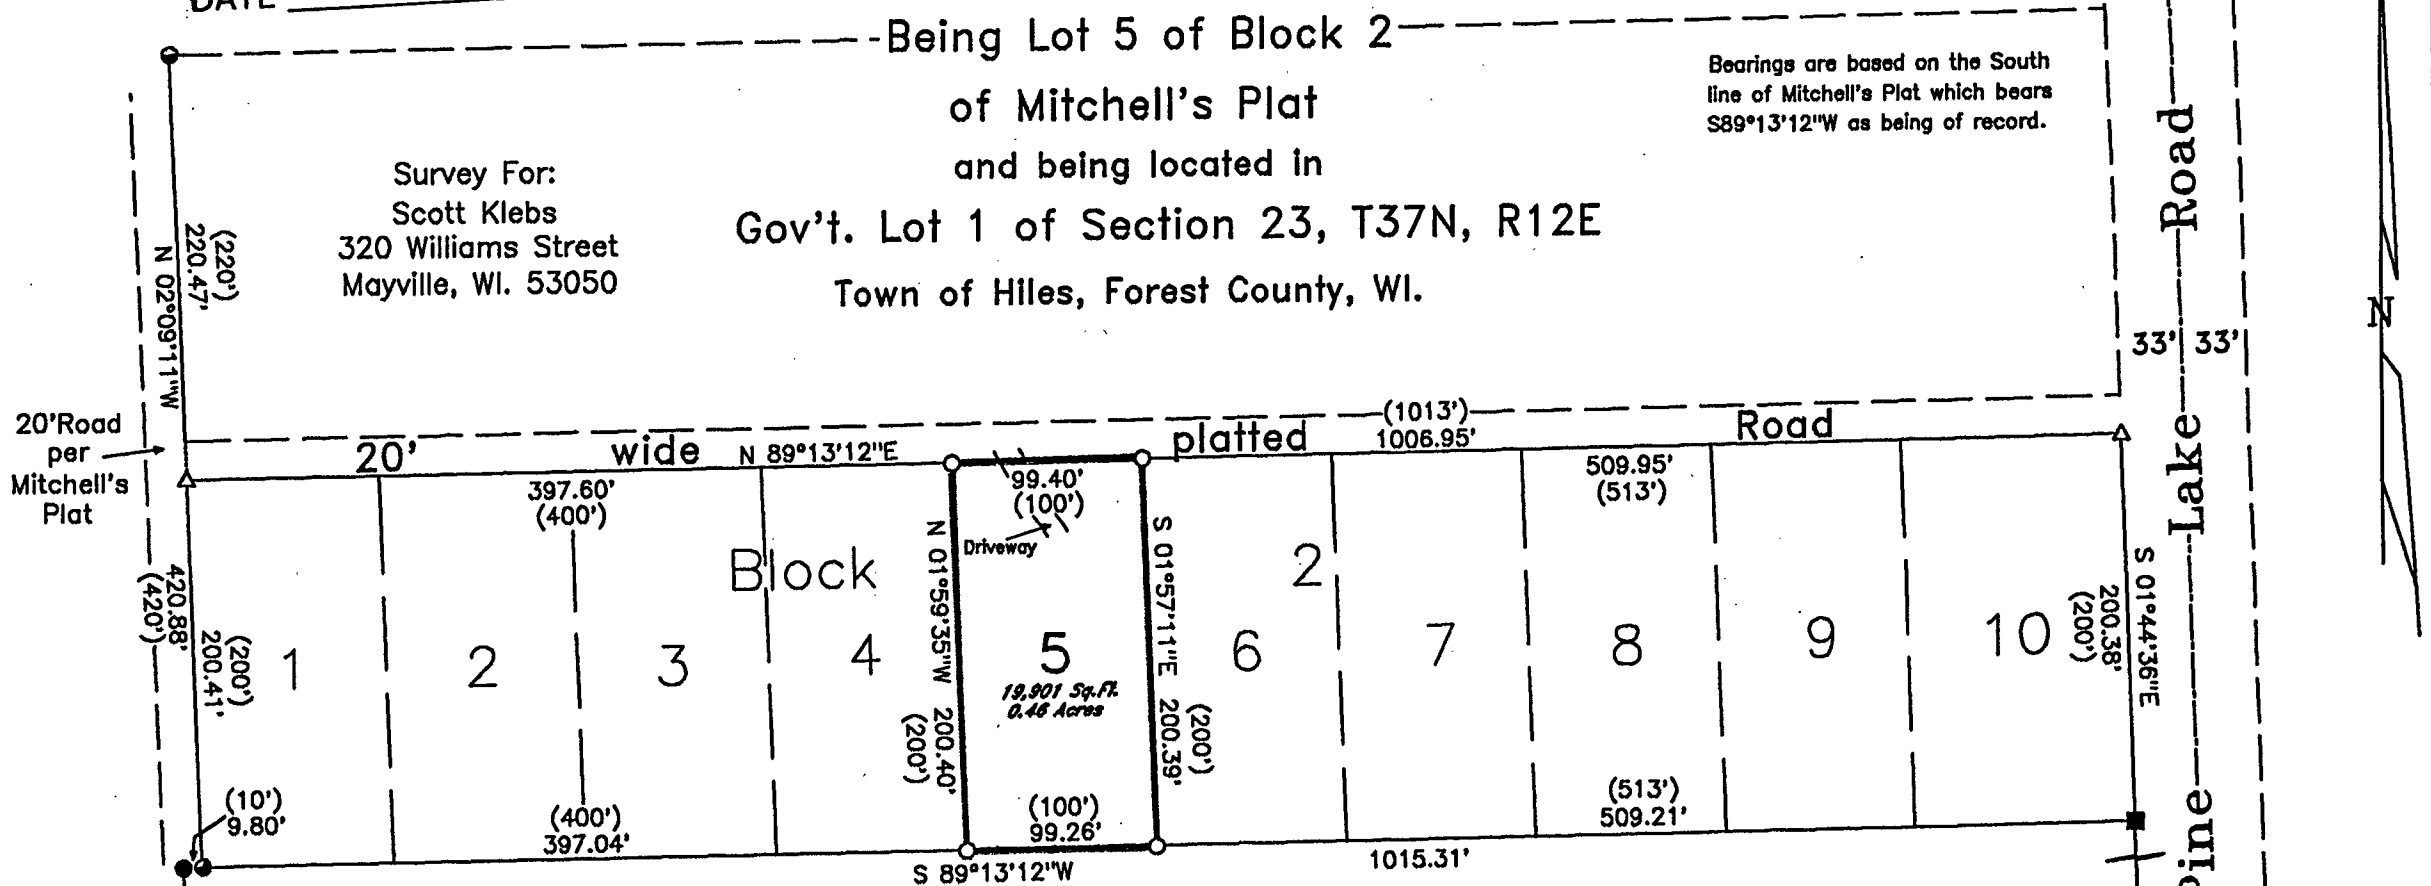 DATE
Being Lot 5 of Block 2
of Mitchell's Plat
and being located in
Gov't. Lot 1 of Section 23, T37N, R12E
Town of Hiles, Forest County, WI.
Bearings are based on the South
line of Mitchell's Plat which bears
S89°13'12"W as being of record.
Survey For:
Scott Klebs
320 Williams Street
Mayville, WI. 53050
(220')
220.47'
N 02°09'11"W
20'Road
per
Mitchell's
Plat
33' 33'
N
Pine Lake Road
20' wide platted Road
N 89°13'12"E
(1013')
1006.95'
397.60'
(400')
99.40'
(100')
509.95'
(513')
Driveway
Block 2
N 01°59'35"W 200.40'
(200')
S 01°57'11"E 200.39'
(200')
S 01°44'36"E
200.38'
(200')
420.88'
(420')
(200')
200.41'
1
2
3
4
5
19,901 Sq.Ft.
0.46 Acres
6
7
8
9
10
(10')
9.80'
(400')
397.04'
(100')
99.26'
(513')
509.21'
S 89°13'12"W
1015.31'